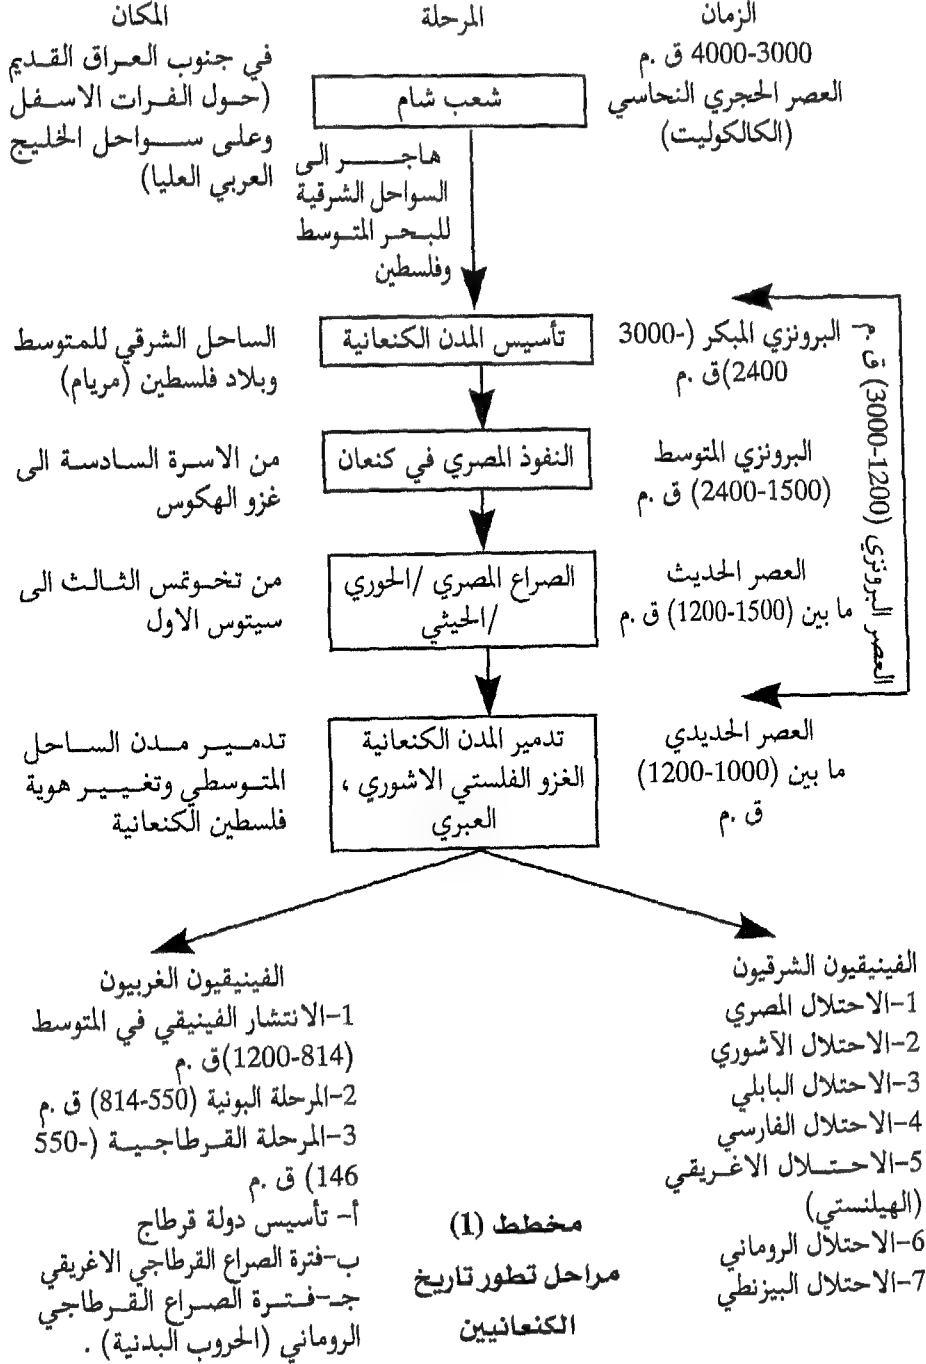 الزمان
4000-3000 ق .م
العصر الحجري النحاسي
(الكالكوليت)
المرحلة
شعب شام
المكان
في جنوب العراق القديم
(حول الفرات الاسفل
وعلى سواحل الخليج
العربي العليا)
هاجر الى
السواحل الشرقية
للبحر المتوسط
وفلسطين
العصر البرونزي (3000-1200) ق .م
البرونزي المبكر (3000-
2400)ق .م
تأسيس المدن الكنعانية
الساحل الشرقي للمتوسط
وبلاد فلسطين (مريام)
البرونزي المتوسط
(2400-1500) ق .م
النفوذ المصري في كنعان
من الاسرة السادسة الى
غزو الهكوس
العصر الحديث
ما بين (1500-1200) ق .م
الصراع المصري /الحوري
/الحيثي
من تخوتمس الثالث الى
سيتوس الاول
العصر الحديدي
ما بين (1200-1000)
ق .م
تدمير المدن الكنعانية
الغزو الفلستي الاشوري ،
العبري
تدمير مدن الساحل
المتوسطي وتغيير هوية
فلسطين الكنعانية
الفينيقيون الشرقيون
1-الاحتلال المصري
2-الاحتلال الآشوري
3-الاحتلال البابلي
4-الاحتلال الفارسي
5-الاحتلال الاغريقي
(الهيلنستي)
6-الاحتلال الروماني
7-الاحتلال البيزنطي
الفينيقيون الغربيون
1-الانتشار الفينيقي في المتوسط
(1200-814)ق .م
2-المرحلة البونية (814-550) ق .م
3-المرحلة القرطاجية (550-
146) ق .م
أ- تأسيس دولة قرطاج
ب-فترة الصراع القرطاجي الاغريقي
جـ-فترة الصراع القرطاجي
الروماني (الحروب البدنية) .
مخطط (1)
مراحل تطور تاريخ
الكنعانيين